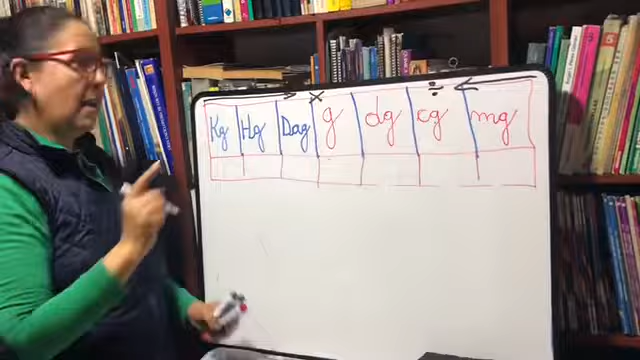 → x ÷ ←
Kg Hg Dag g dg cg mg